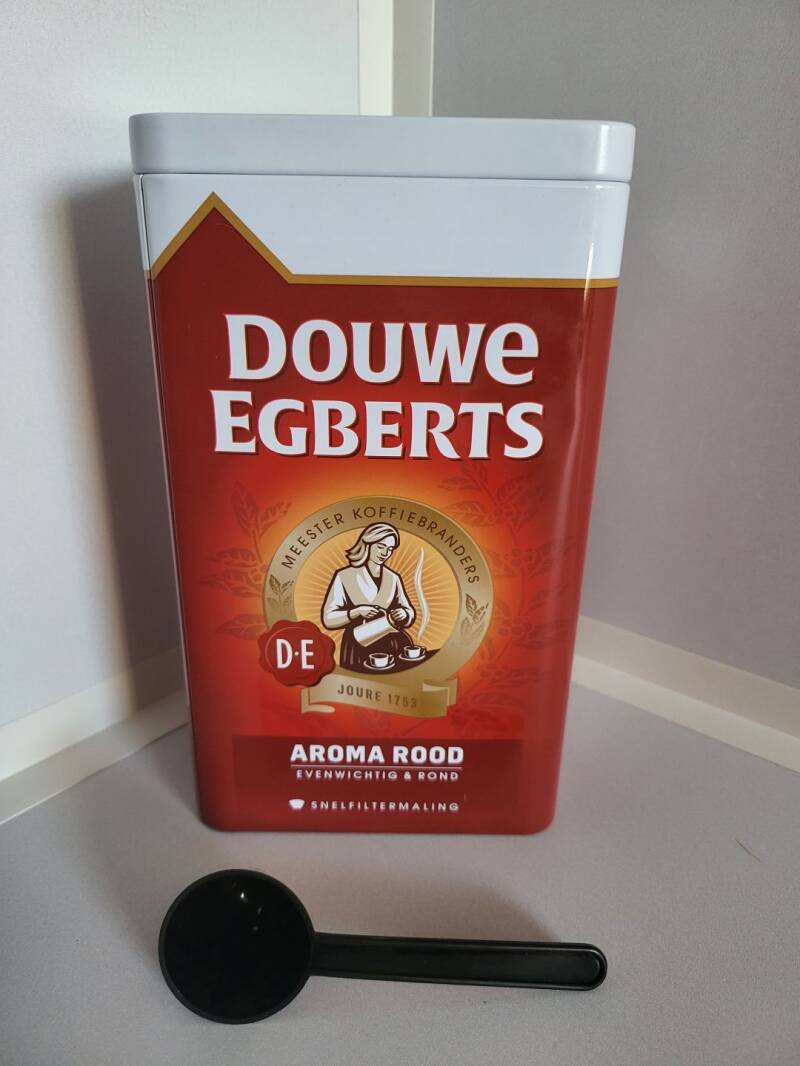 DOUWE
EGBERTS
MEESTER KOFFIEBRANDERS
D·E
JOURE 1753
AROMA ROOD
EVENWICHTIG & ROND
SNELFILTERMALING